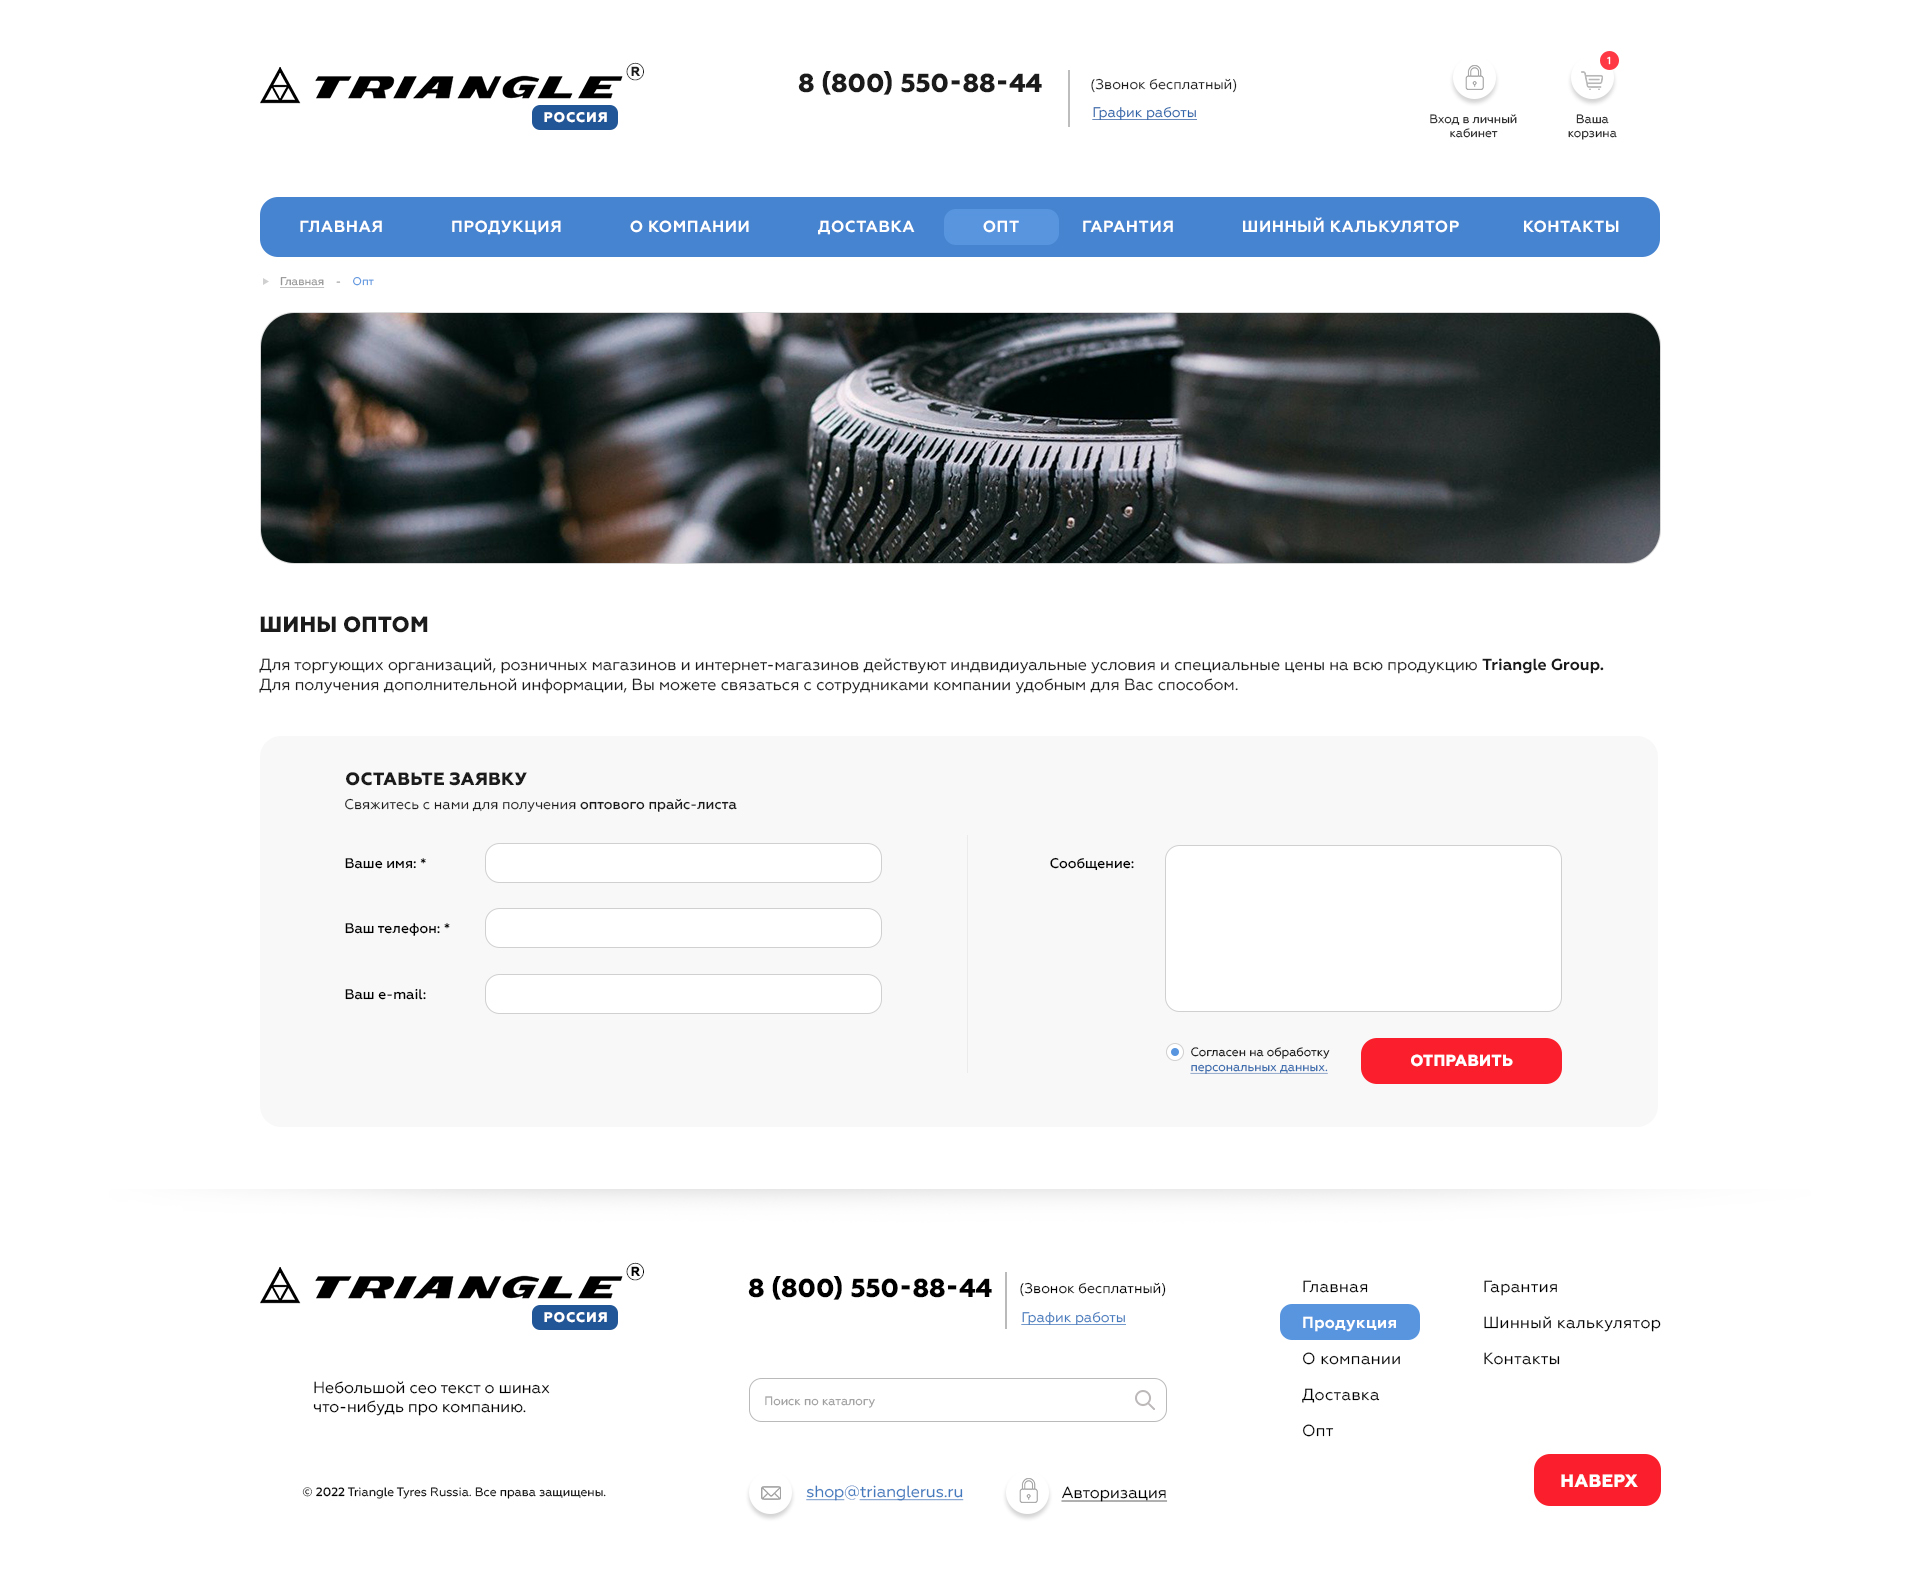 TRIANGLE ®
РОССИЯ
8 (800) 550-88-44
(Звонок бесплатный)
График работы
Вход в личный
кабинет
1
Ваша
корзина
ГЛАВНАЯ ПРОДУКЦИЯ О КОМПАНИИ ДОСТАВКА ОПТ ГАРАНТИЯ ШИННЫЙ КАЛЬКУЛЯТОР КОНТАКТЫ
Главная - Опт
ШИНЫ ОПТОМ
Для торгующих организаций, розничных магазинов и интернет-магазинов действуют индвидиуальные условия и специальные цены на всю продукцию Triangle Group.
Для получения дополнительной информации, Вы можете связаться с сотрудниками компании удобным для Вас способом.
ОСТАВЬТЕ ЗАЯВКУ
Свяжитесь с нами для получения оптового прайс-листа
Ваше имя: *
Ваш телефон: *
Ваш e-mail:
Сообщение:
Согласен на обработку
персональных данных.
ОТПРАВИТЬ
TRIANGLE ®
РОССИЯ
Небольшой сео текст о шинах
что-нибудь про компанию.
© 2022 Triangle Tyres Russia. Все права защищены.
8 (800) 550-88-44
(Звонок бесплатный)
График работы
Поиск по каталогу
shop@trianglerus.ru
Авторизация
Главная
Продукция
О компании
Доставка
Опт
Гарантия
Шинный калькулятор
Контакты
НАВЕРХ